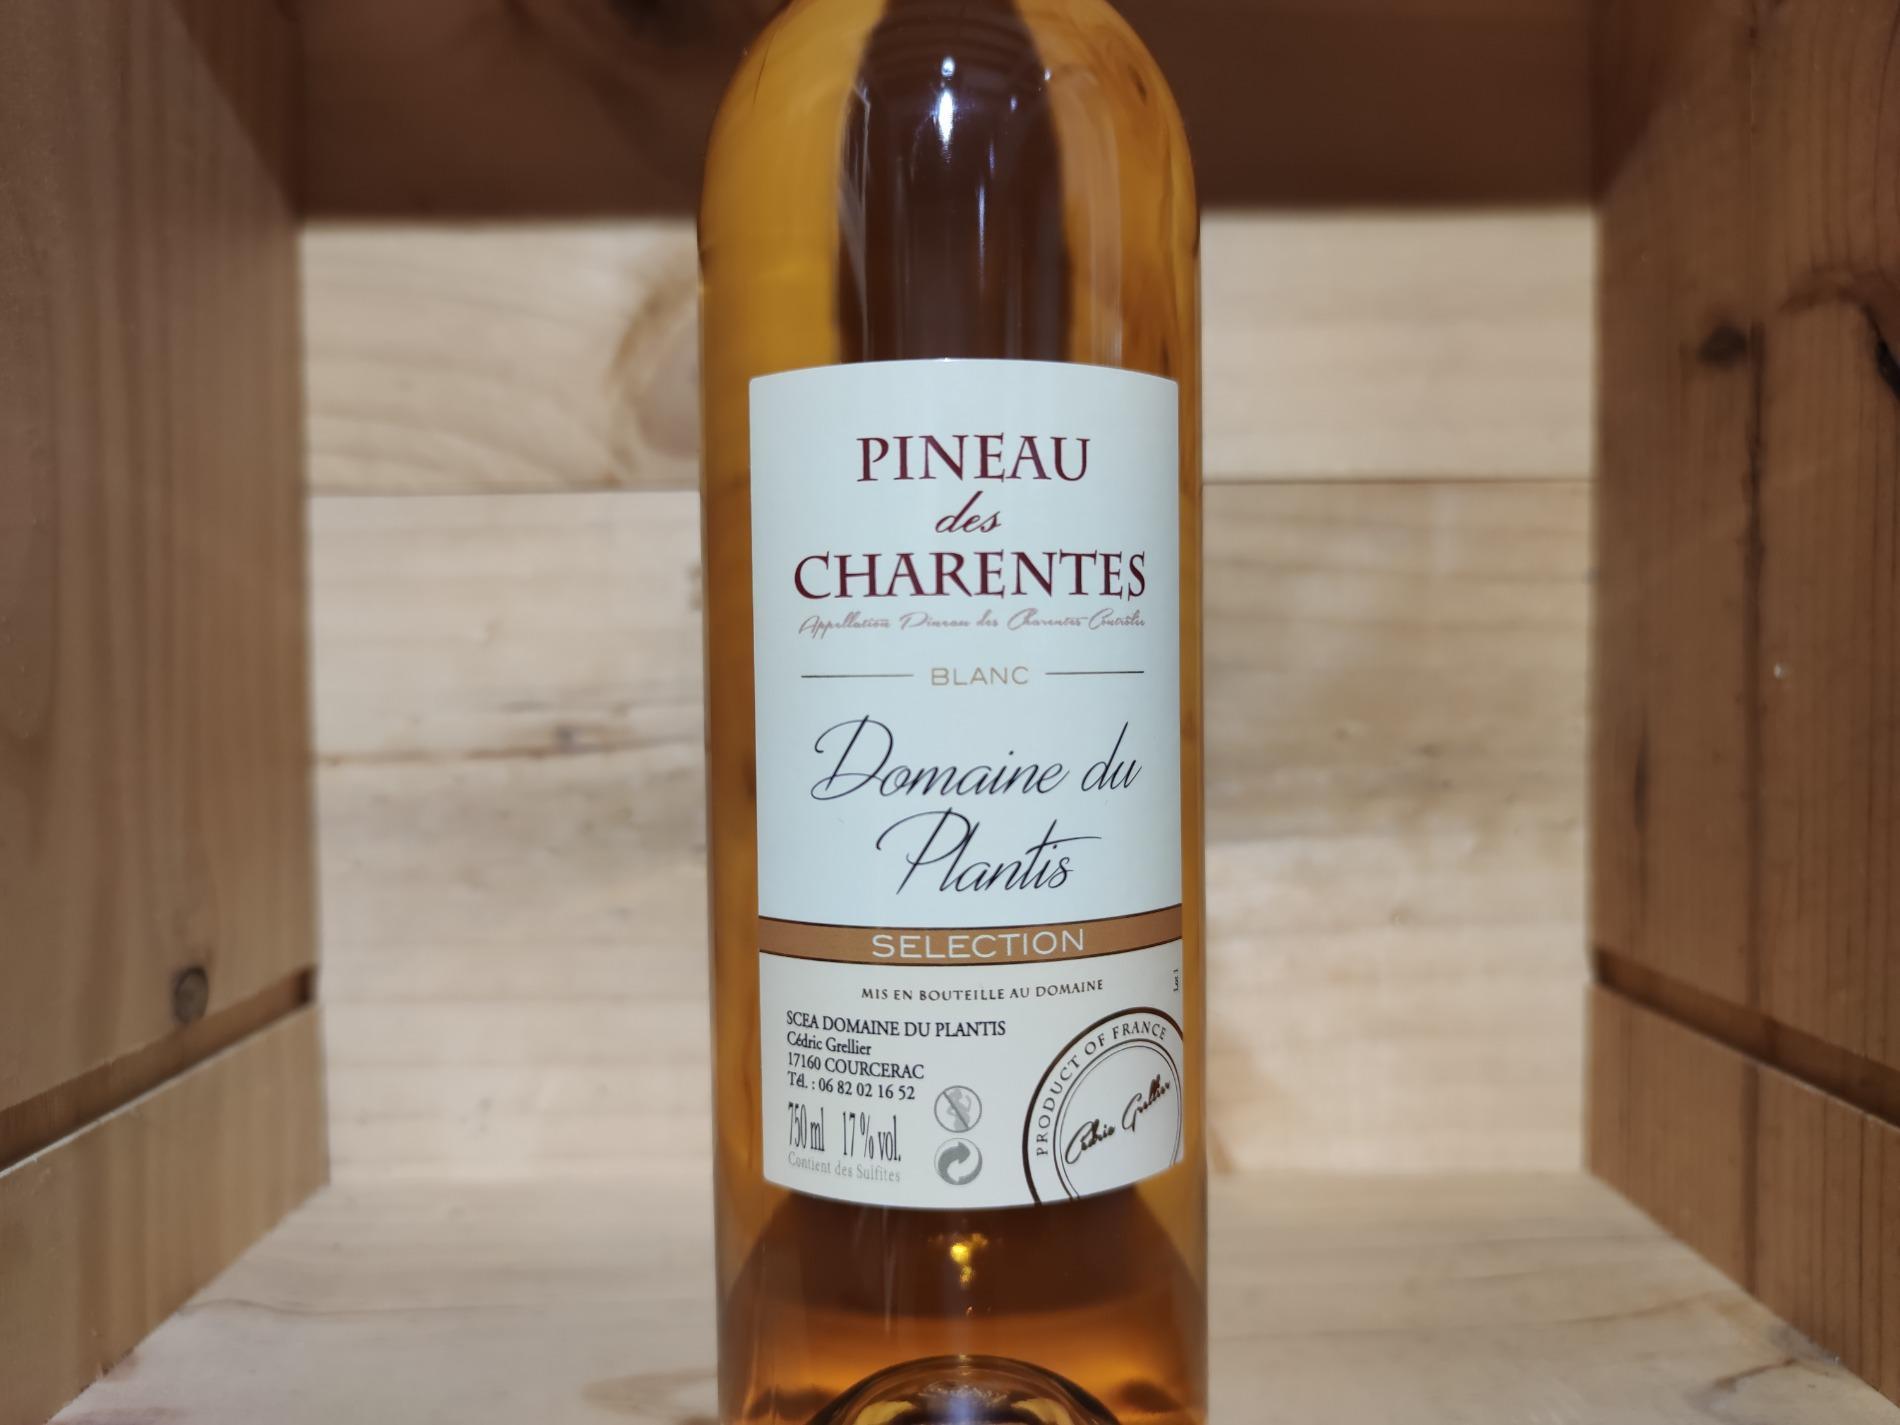 PINEAU
des
CHARENTES
Appellation Pineau des Charentes Contrôlée
BLANC
Domaine du
Plantis
SELECTION
MIS EN BOUTEILLE AU DOMAINE
SCEA DOMAINE DU PLANTIS
Cédric Grellier
17160 COURCERAC
Tél. : 06 82 02 16 52
750 ml 17 % vol.
Contient des Sulfites
PRODUCT OF FRANCE
Cédric Grellier